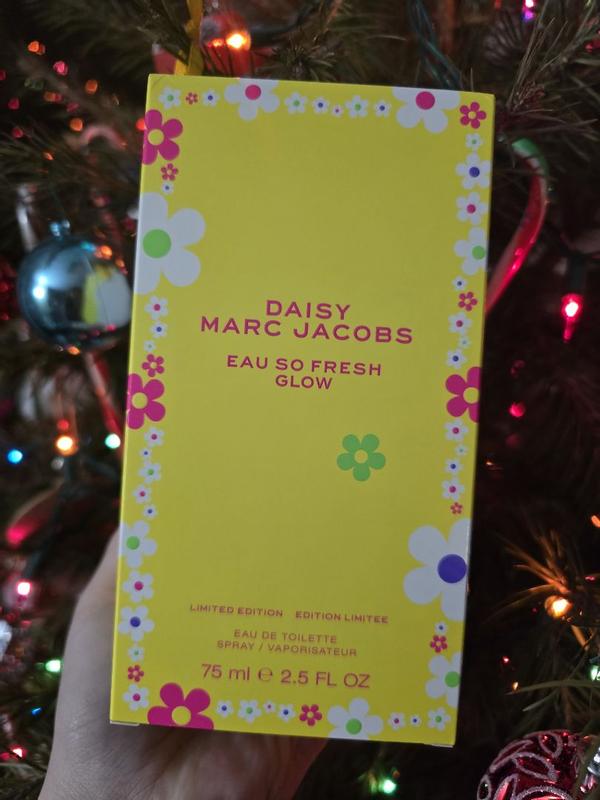 DAISY
MARC JACOBS
EAU SO FRESH
GLOW
LIMITED EDITION EDITION LIMITEE
EAU DE TOILETTE
SPRAY / VAPORISATEUR
75 ml ℮ 2.5 FL OZ